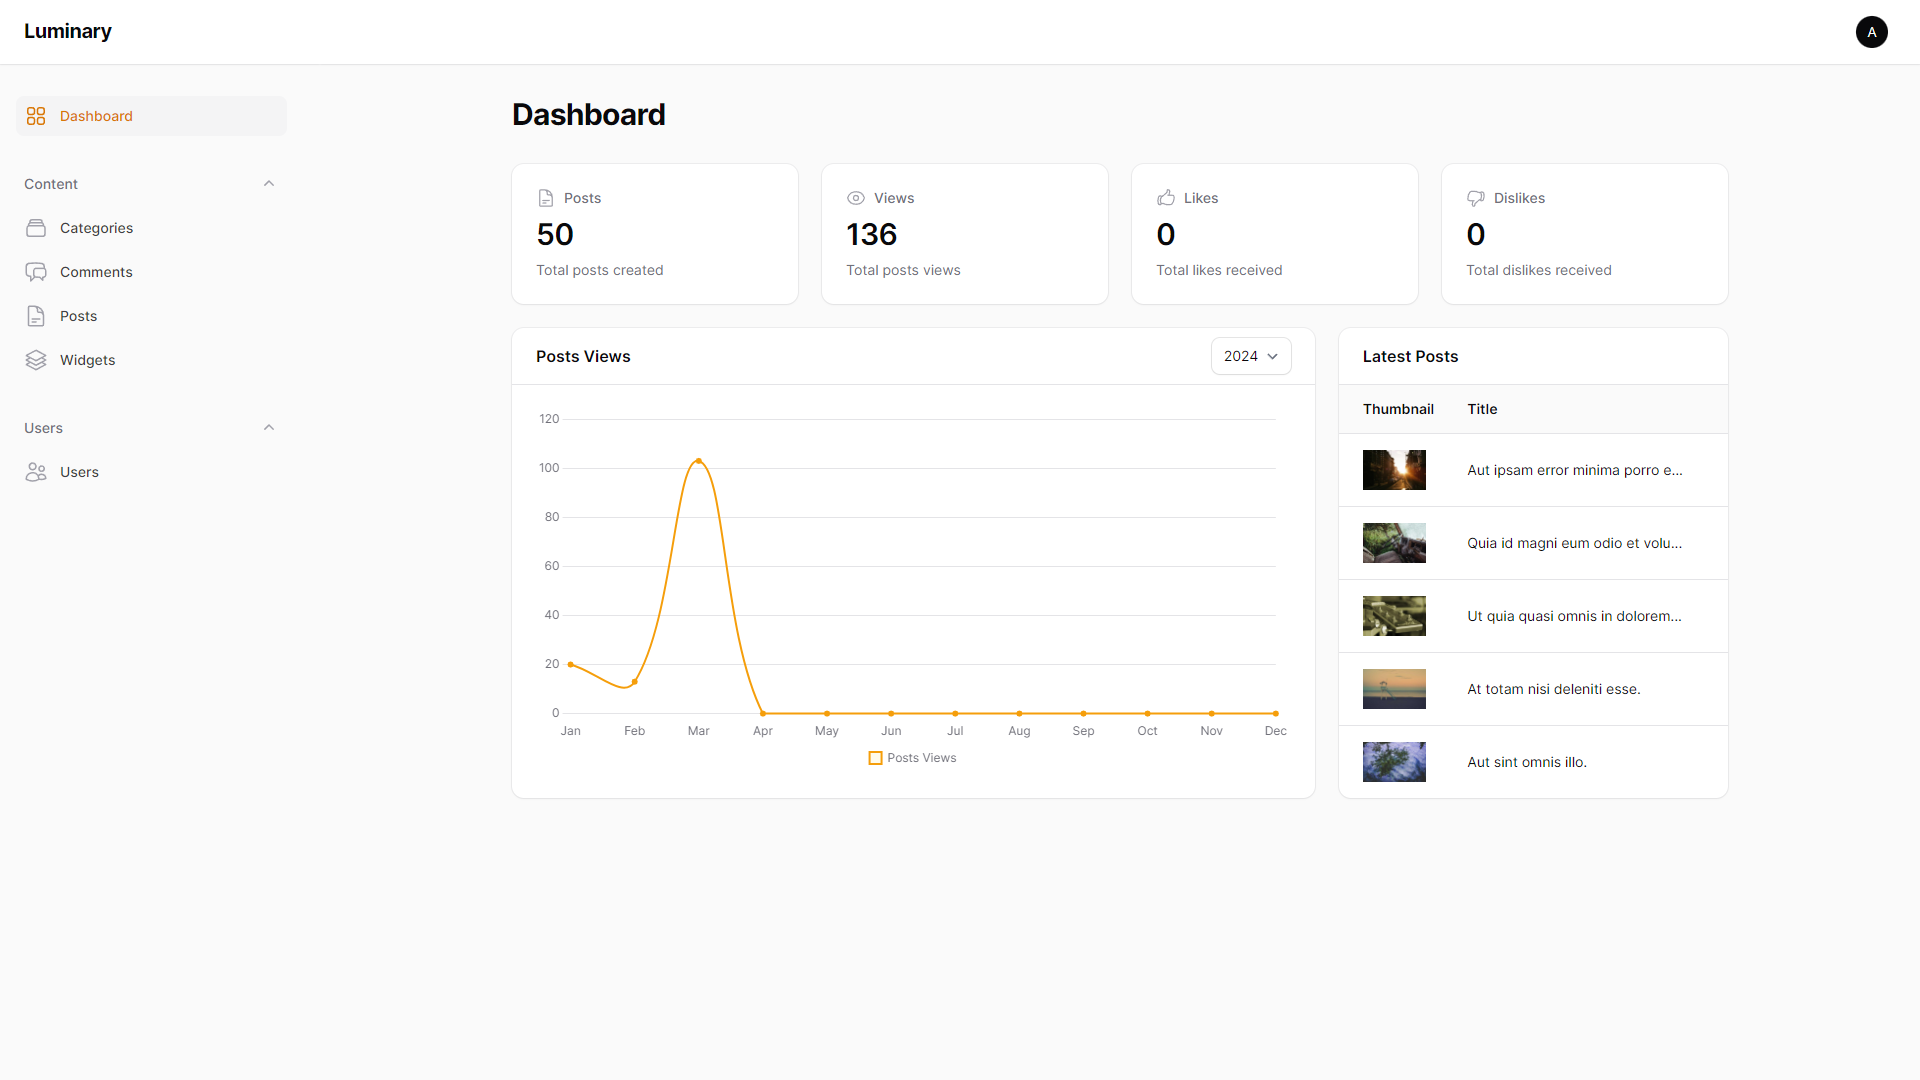 Luminary
A
Dashboard
Content
Categories
Comments
Posts
Widgets
Users
Users
Dashboard
Posts
50
Total posts created
Views
136
Total posts views
Likes
0
Total likes received
Dislikes
0
Total dislikes received
Posts Views
2024
120
100
80
60
40
20
0
Jan Feb Mar Apr May Jun Jul Aug Sep Oct Nov Dec
Posts Views
Latest Posts
Thumbnail Title
Aut ipsam error minima porro e...
Quia id magni eum odio et volu...
Ut quia quasi omnis in dolorem...
At totam nisi deleniti esse.
Aut sint omnis illo.